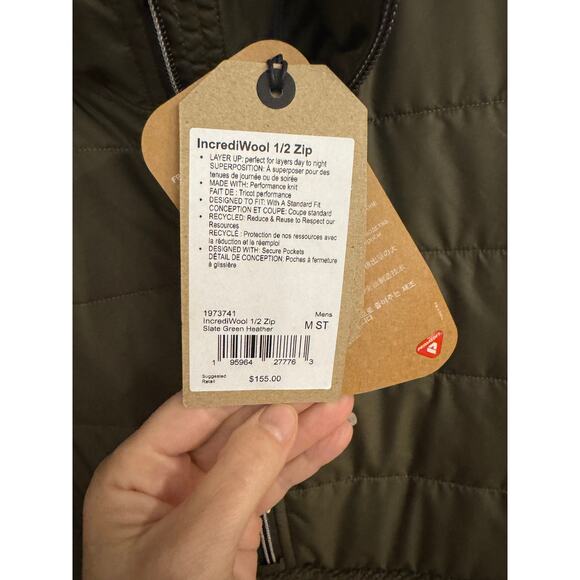 IncrediWool 1/2 Zip
• LAYER UP: perfect for layers day to night
SUPERPOSITION: À superposer pour des
tenues de journée ou de soirée
• MADE WITH: Performance knit
FAIT DE : Tricot performance
• DESIGNED TO FIT: With A Standard Fit
CONCEPTION ET COUPE: Coupe standard
• RECYCLED: Reduce & Reuse to Respect our
Resources
RECYCLÉ : Protection de nos ressources avec
la réduction et le réemploi
• DESIGNED WITH: Secure Pockets
DÉTAIL DE CONCEPTION: Poches à fermeture
à glissière
1973741 Mens
IncrediWool 1/2 Zip M ST
Slate Green Heather
1 95964 27776 3
Suggested
Retail $155.00